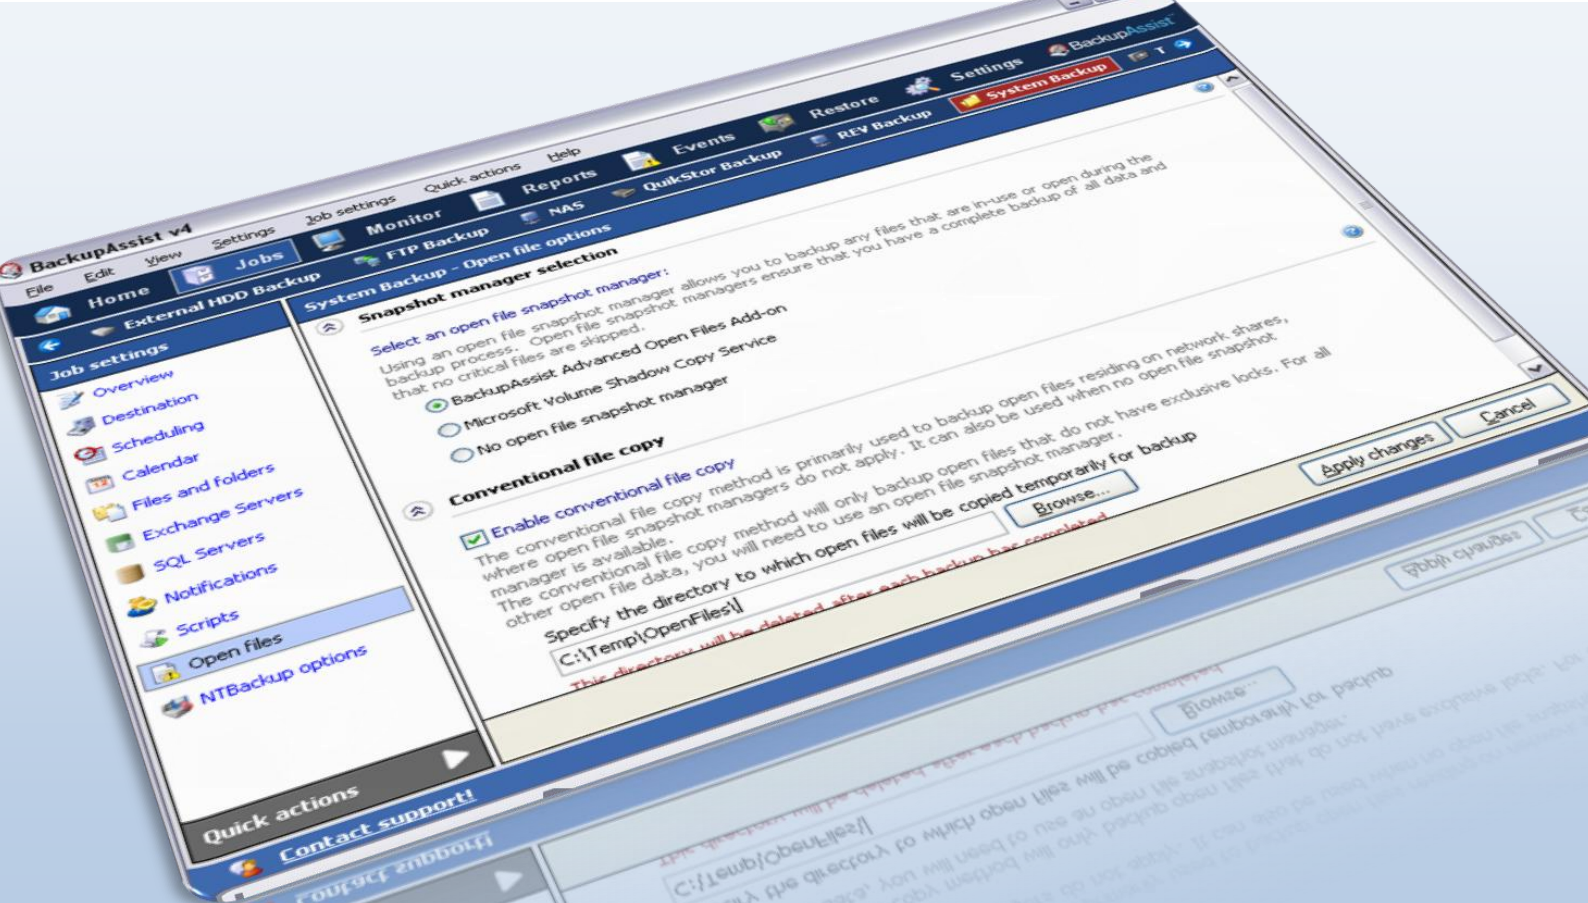 BackupAssist v4
File Edit View Settings Job settings Quick actions Help
Home Jobs Monitor Reports Events Restore Settings BackupAssist
External HDD Backup FTP Backup NAS QuikStor Backup REV Backup System Backup T
Job settings
Overview
Destination
Scheduling
Calendar
Files and folders
Exchange Servers
SQL Servers
Notifications
Scripts
Open files
NTBackup options
Quick actions
Contact support!
System Backup - Open file options
Snapshot manager selection
Select an open file snapshot manager:
Using an open file snapshot manager allows you to backup any files that are in-use or open during the
backup process. Open file snapshot managers ensure that you have a complete backup of all data and
that no critical files are skipped.
BackupAssist Advanced Open Files Add-on
Microsoft Volume Shadow Copy Service
No open file snapshot manager
Conventional file copy
Enable conventional file copy
The conventional file copy method is primarily used to backup open files residing on network shares,
where open file snapshot managers do not apply. It can also be used when no open file snapshot
manager is available.
The conventional file copy method will only backup open files that do not have exclusive locks. For all
other open file data, you will need to use an open file snapshot manager.
Specify the directory to which open files will be copied temporarily for backup
C:\Temp\OpenFiles\
Browse...
This directory will be deleted after each backup has completed
Apply changes Cancel